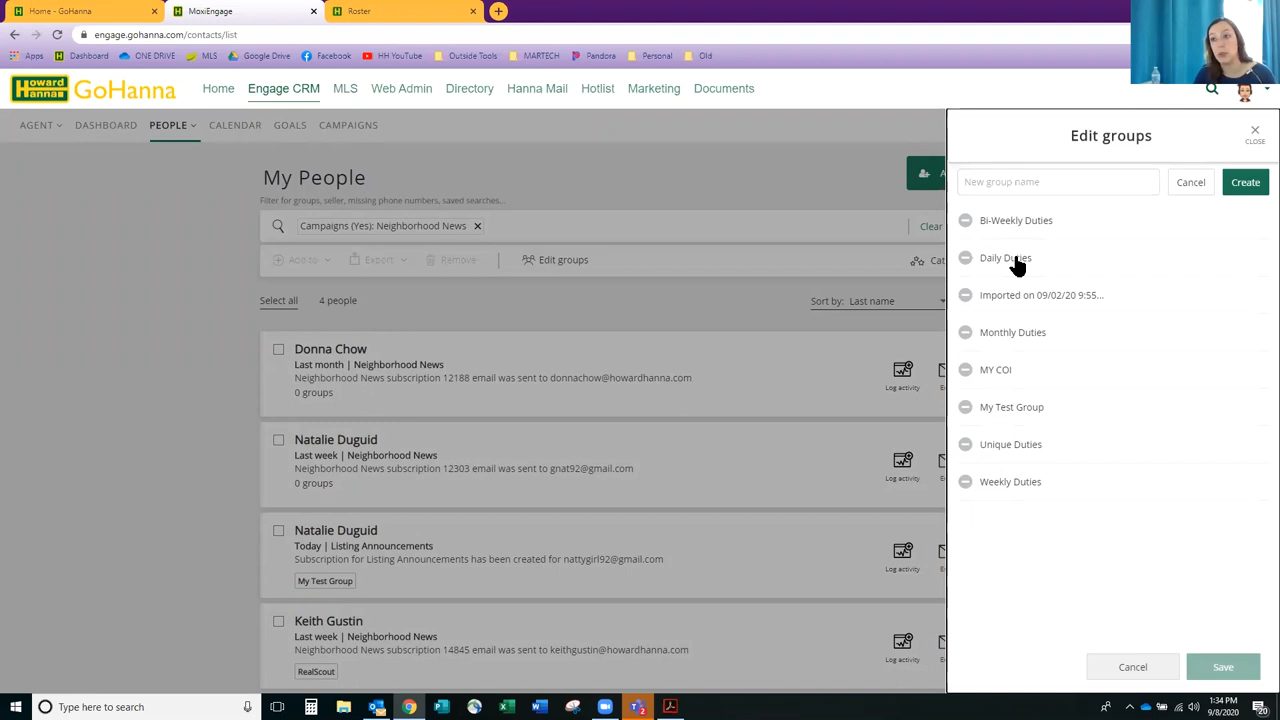 Home - GoHanna
MoxiEngage
Roster
engage.gohanna.com/contacts/list
Apps
Dashboard
ONE DRIVE
MLS
Google Drive
Facebook
HH YouTube
Outside Tools
MARTECH
Pandora
Personal
Old
Howard Hanna
GoHanna
Home
Engage CRM
MLS
Web Admin
Directory
Hanna Mail
Hotlist
Marketing
Documents
AGENT
DASHBOARD
PEOPLE
CALENDAR
GOALS
CAMPAIGNS
My People
Filter for groups, seller, missing phone numbers, saved searches,..
Campaigns (Yes): Neighborhood News
Clear
Add to
Export
Remove
Edit groups
Cat
Select all
4 people
Sort by: Last name
Donna Chow
Last month | Neighborhood News
Neighborhood News subscription 12188 email was sent to donnachow@howardhanna.com
0 groups
Log activity
Natalie Duguid
Last week | Neighborhood News
Neighborhood News subscription 12303 email was sent to gnat92@gmail.com
0 groups
Log activity
Natalie Duguid
Today | Listing Announcements
Subscription for Listing Announcements has been created for nattygirl92@gmail.com
My Test Group
Log activity
Keith Gustin
Last week | Neighborhood News
Neighborhood News subscription 14845 email was sent to keithgustin@howardhanna.com
RealScout
Log activity
Edit groups
CLOSE
New group name
Cancel
Create
Bi-Weekly Duties
Daily Duties
Imported on 09/02/20 9:55...
Monthly Duties
MY COI
My Test Group
Unique Duties
Weekly Duties
Cancel
Save
Type here to search
1:34 PM
9/8/2020
20